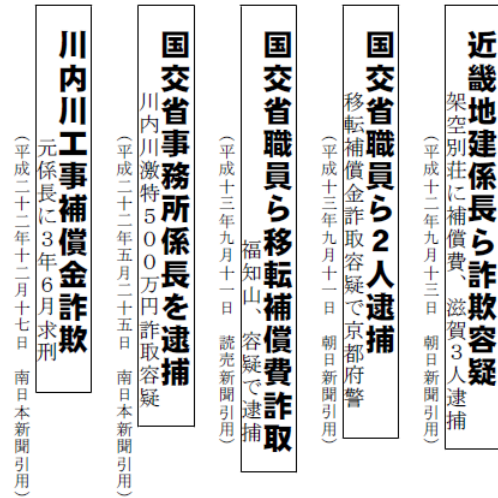 近畿地建係長ら詐欺容疑
架空別荘に補償費、滋賀3人逮捕
(平成十二年九月十三日　朝日新聞引用)
国交省職員ら2人逮捕
移転補償金詐取容疑で京都府警
(平成十三年九月十一日　朝日新聞引用)
国交省職員ら移転補償費詐取
福知山、容疑で逮捕
(平成十三年九月十一日　読売新聞引用)
国交省事務所係長を逮捕
川内川激特500万円詐取容疑
(平成二十二年五月二十五日　南日本新聞引用)
川内川工事補償金詐欺
元係長に3年6月求刑
(平成二十二年十二月十七日　南日本新聞引用)